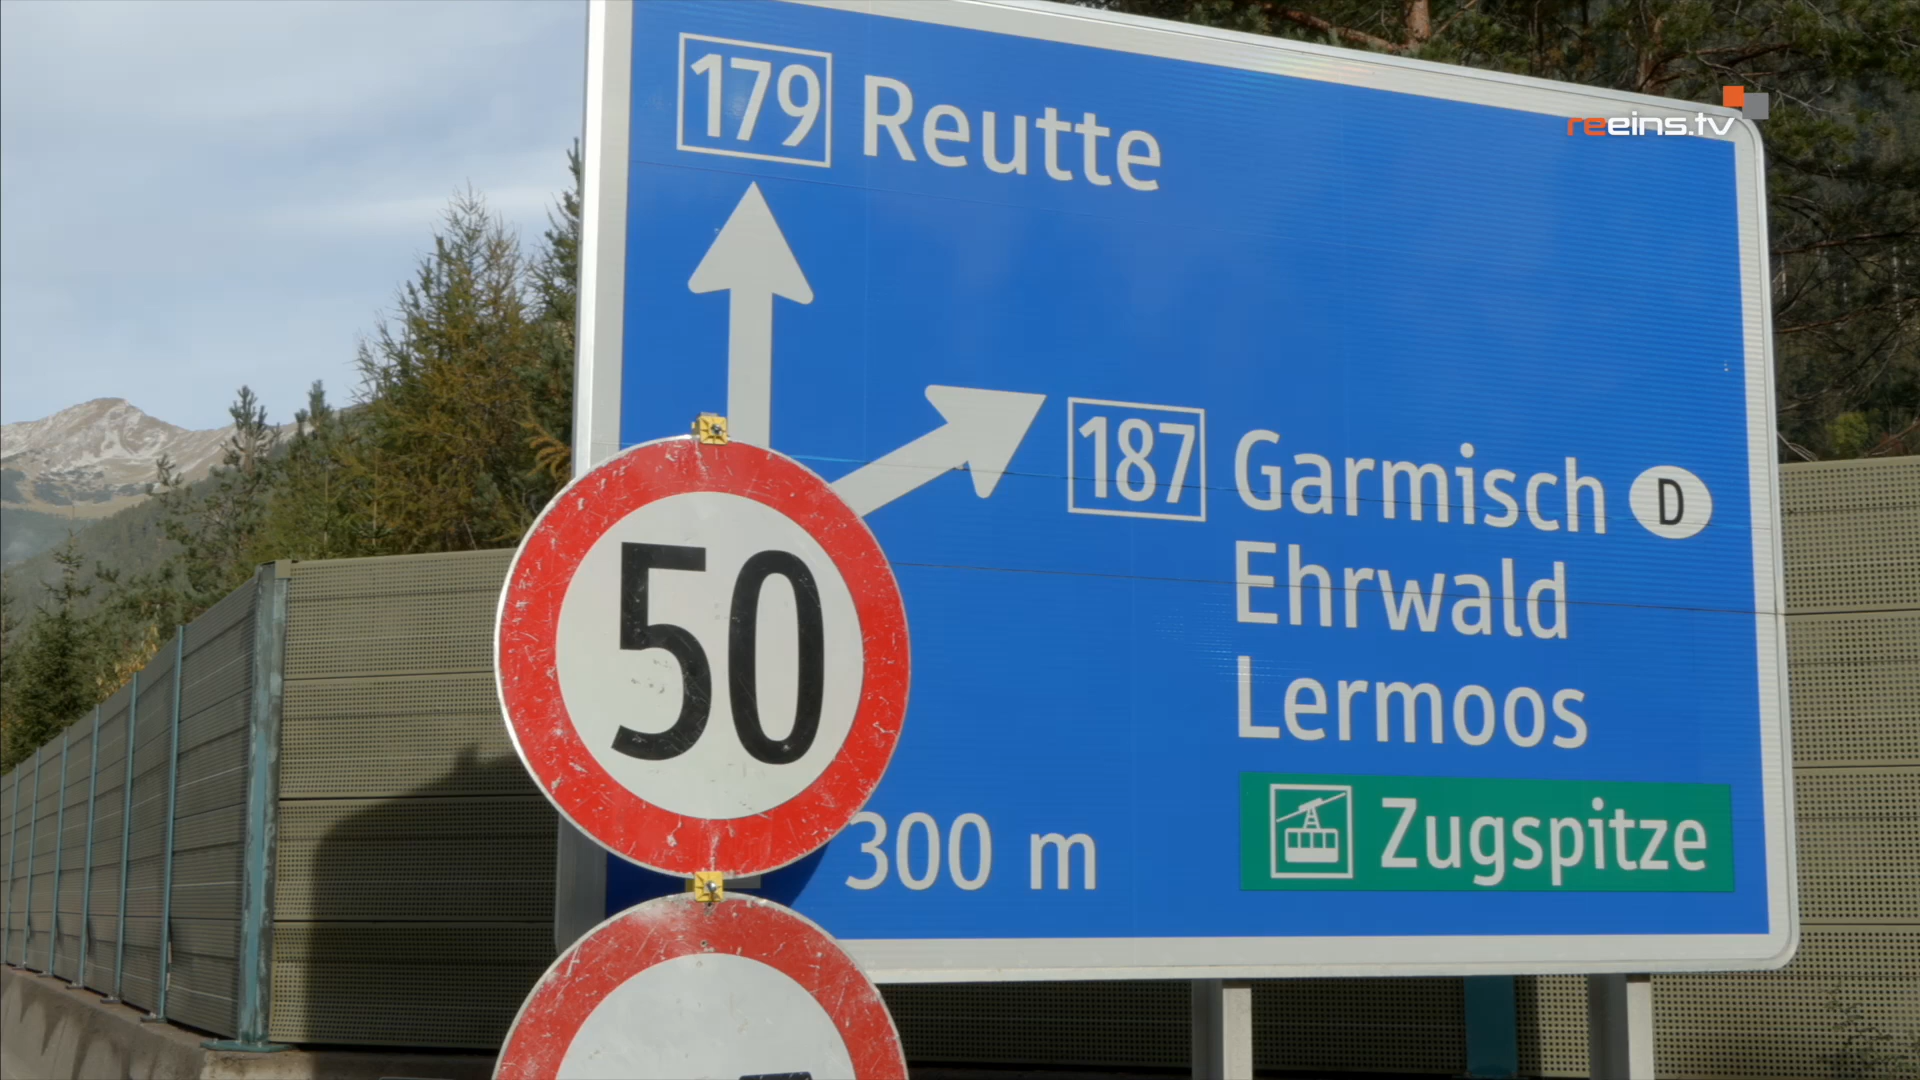 179 Reutte
reeins.tv
187 Garmisch D
Ehrwald
Lermoos
Zugspitze
300 m
50